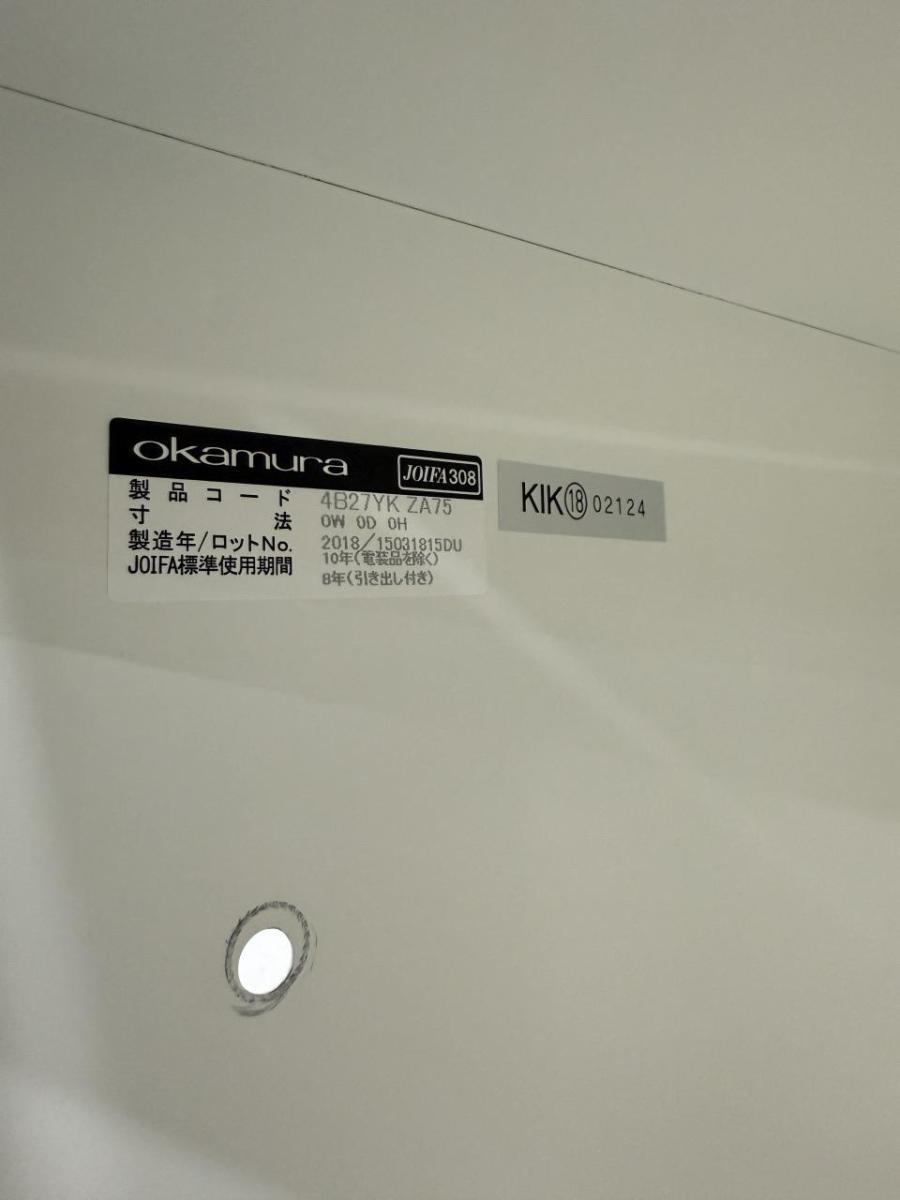 okamura JOIFA308
製品コード 4B27YK ZA75
寸法 0W 0D 0H
製造年/ロットNo. 2018/15031815DU
JOIFA標準使用期間 10年(電装品を除く)
8年(引き出し付き)
KIK⑱02124